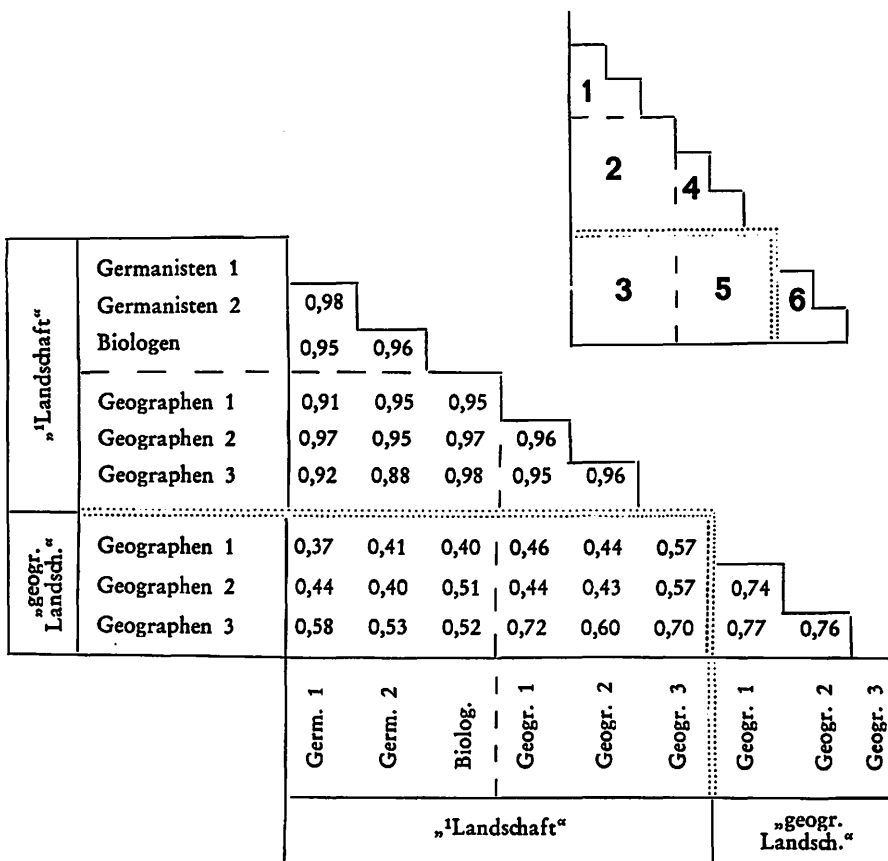 1
2
4
3
5
6
„¹Landschaft“
Germanisten 1
Germanisten 2 0,98
Biologen 0,95 0,96
Geographen 1 0,91 0,95 0,95
Geographen 2 0,97 0,95 0,97 0,96
Geographen 3 0,92 0,88 0,98 0,95 0,96
„geogr.
Landsch.“
Geographen 1 0,37 0,41 0,40 0,46 0,44 0,57
Geographen 2 0,44 0,40 0,51 0,44 0,43 0,57 0,74
Geographen 3 0,58 0,53 0,52 0,72 0,60 0,70 0,77 0,76
Germ. 1
Germ. 2
Biolog.
Geogr. 1
Geogr. 2
Geogr. 3
Geogr. 1
Geogr. 2
Geogr. 3
„¹Landschaft“
„geogr.
Landsch.“